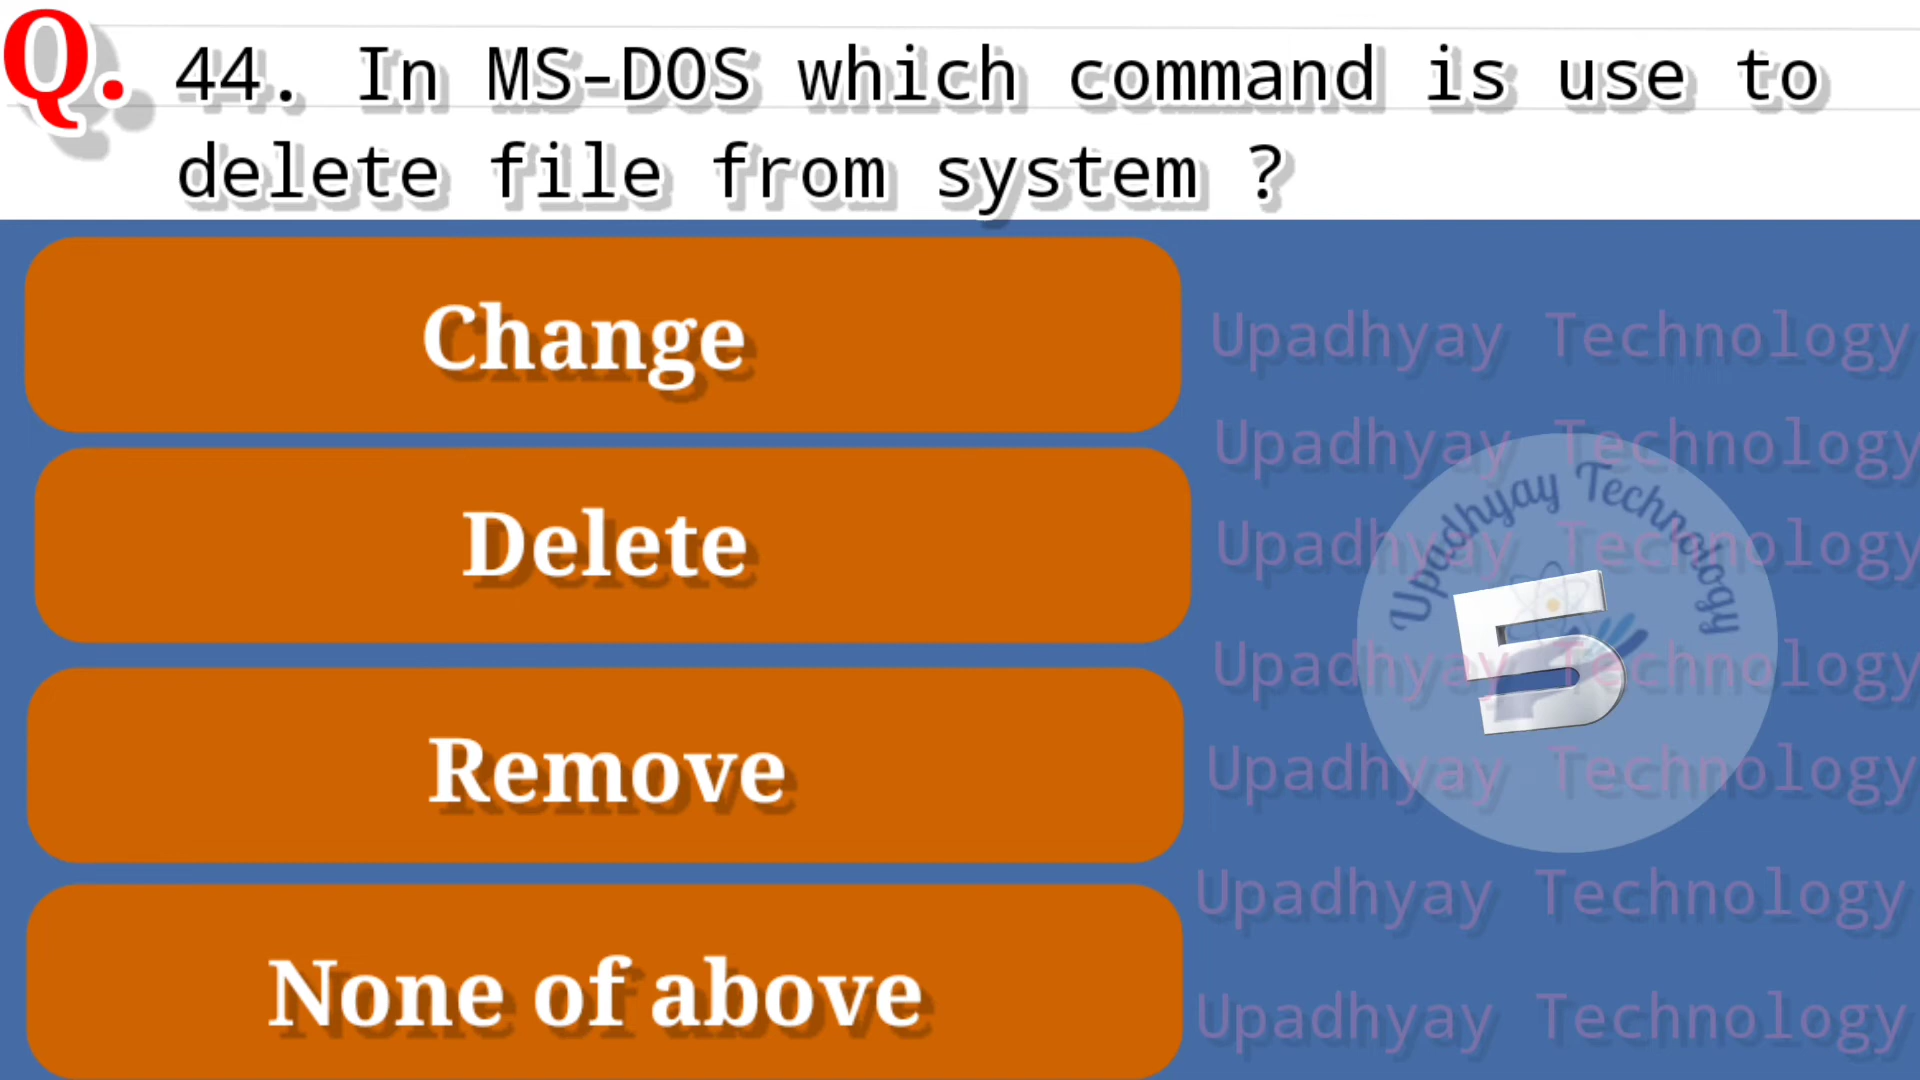 Q. 44. In MS-DOS which command is use to
delete file from system ?
Change
Upadhyay Technology
Upadhyay Technology
Upadhyay Technology
Delete
Upadhyay Technology
5
Upadhyay Technology
Remove
Upadhyay Technology
Upadhyay Technology
None of above
Upadhyay Technology